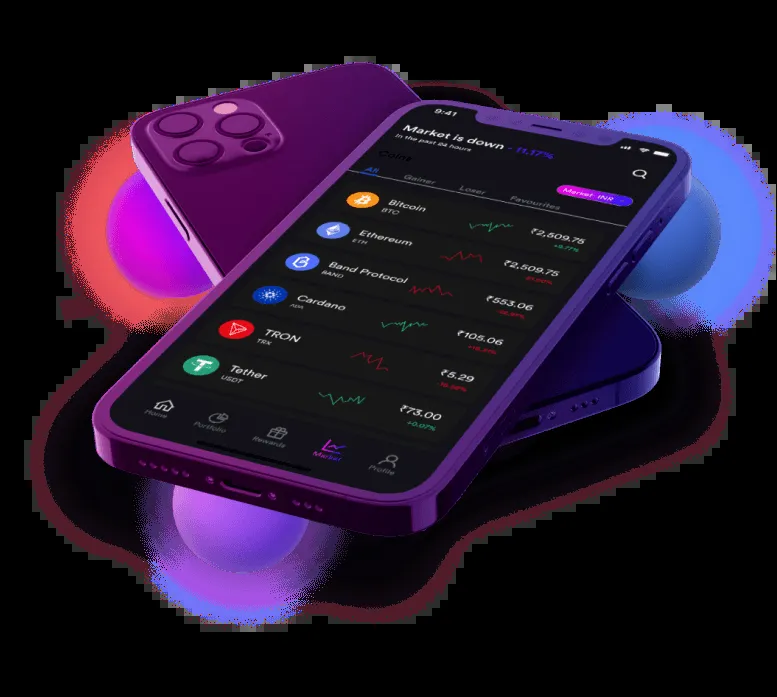 9:41
Market is down - 11.17%
In the past 24 hours
Coins
All Gainer Loser Favourites
Market-INR
Bitcoin ₹2,509.75
BTC +9.77%
Ethereum ₹2,509.75
ETH
Band Protocol ₹553.06
BAND
Cardano ₹105.06
ADA
TRON ₹5.29
TRX
Tether ₹73.00
USDT +0.07%
Home Portfolio Rewards Market Profile